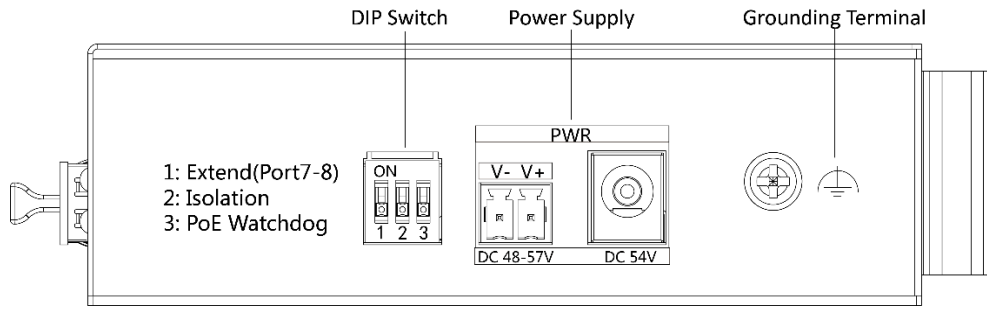 DIP Switch Power Supply Grounding Terminal
PWR
1: Extend(Port7-8)
2: Isolation
3: PoE Watchdog
ON
1 2 3
V- V+
DC 48-57V DC 54V